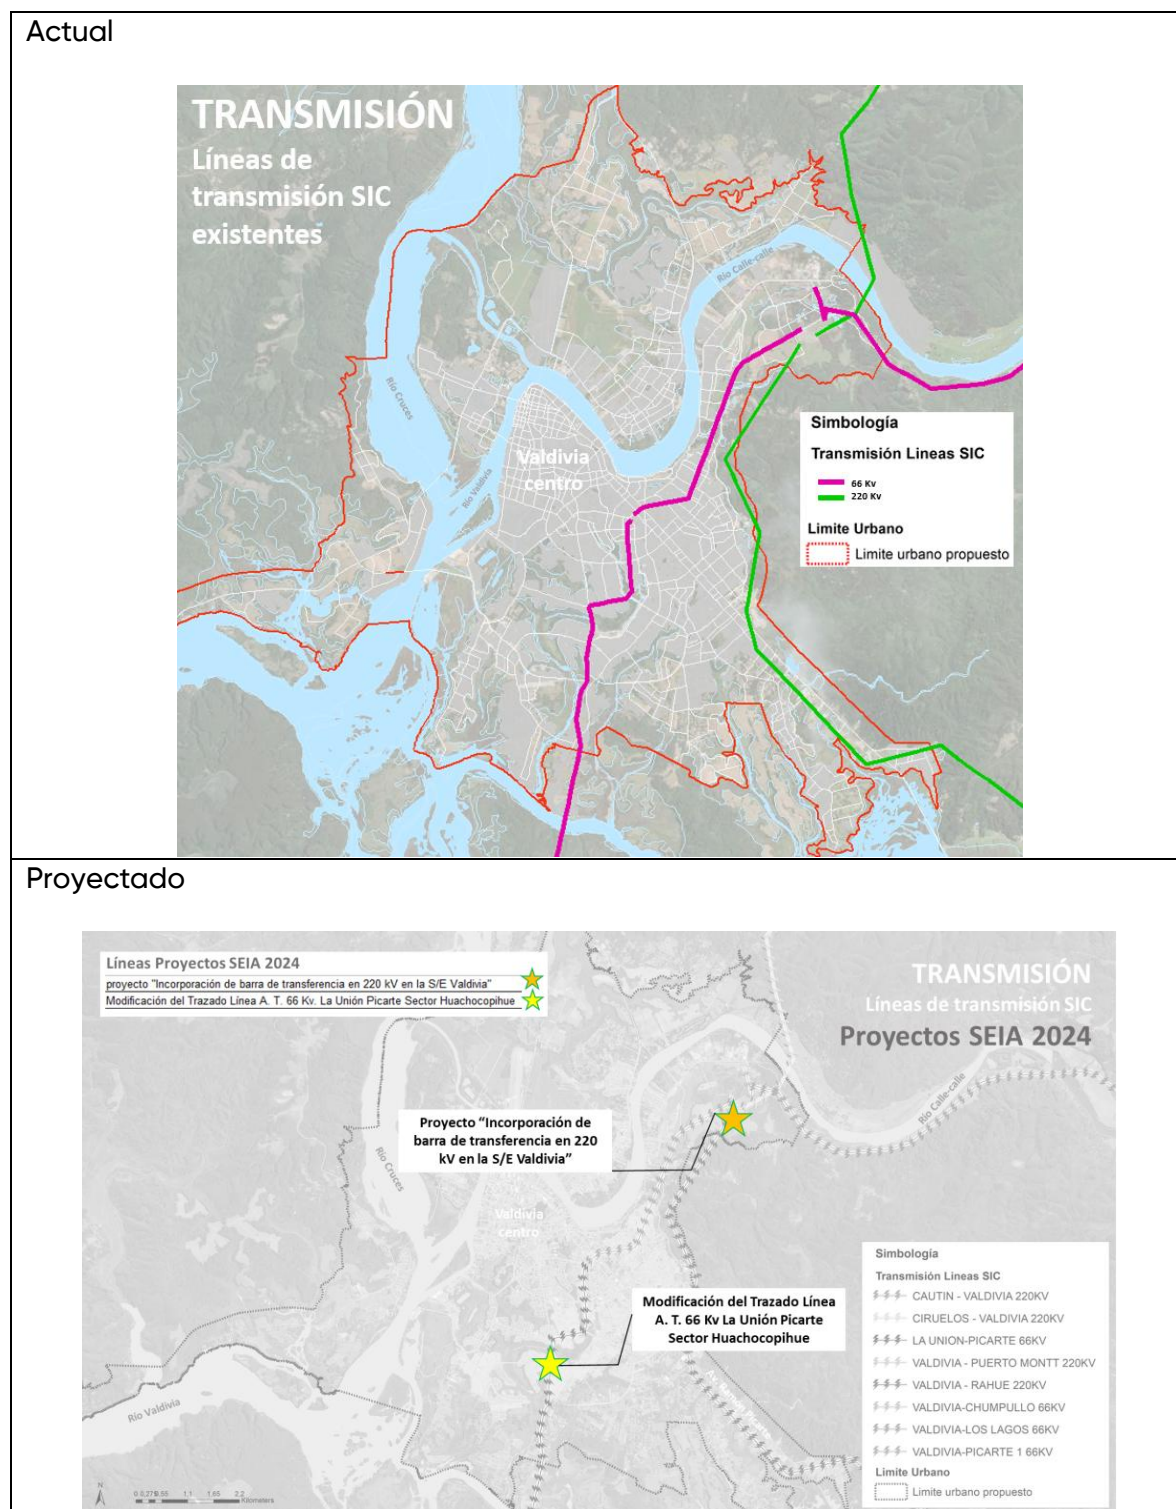 Actual
TRANSMISIÓN
Líneas de
transmisión SIC
existentes
Río Calle-calle
Río Cruces
Río Valdivia
Valdivia
centro
Simbología
Transmisión Lineas SIC
66 Kv
220 Kv
Limite Urbano
Limite urbano propuesto
Proyectado
Líneas Proyectos SEIA 2024
proyecto "Incorporación de barra de transferencia en 220 kV en la S/E Valdivia"
Modificación del Trazado Línea A. T. 66 Kv. La Unión Picarte Sector Huachocopihue
TRANSMISIÓN
Líneas de transmisión SIC
Proyectos SEIA 2024
Río Calle-calle
Proyecto “Incorporación de
barra de transferencia en 220
kV en la S/E Valdivia”
Río Cruces
Valdivia
centro
Modificación del Trazado Línea
A. T. 66 Kv La Unión Picarte
Sector Huachocopihue
Río Valdivia
Simbología
Transmisión Lineas SIC
CAUTIN - VALDIVIA 220KV
CIRUELOS - VALDIVIA 220KV
LA UNION-PICARTE 66KV
VALDIVIA - PUERTO MONTT 220KV
VALDIVIA - RAHUE 220KV
VALDIVIA-CHUMPULLO 66KV
VALDIVIA-LOS LAGOS 66KV
VALDIVIA-PICARTE 1 66KV
Limite Urbano
Limite urbano propuesto
N
1,1 1,65 2,2
Kilometers